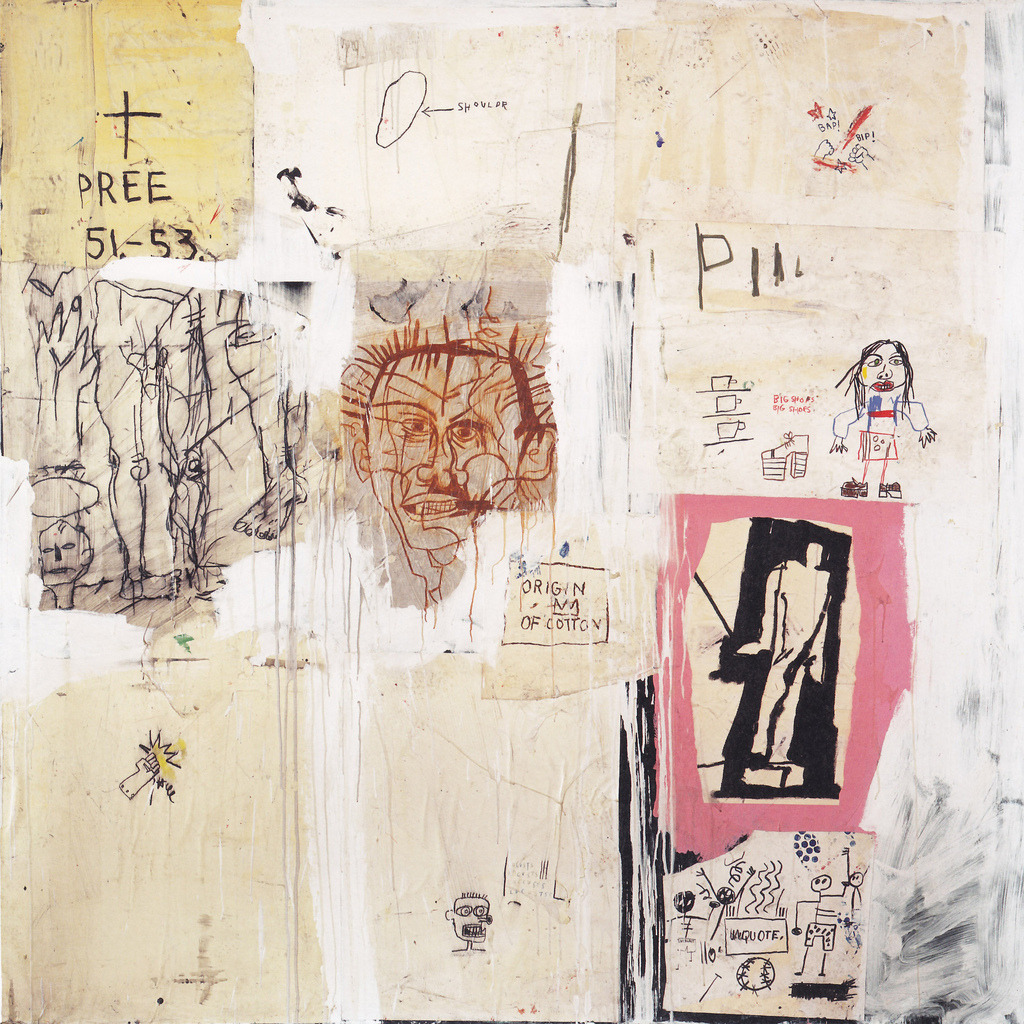 PREE
51.-53.
SHOULDR
BAP!
BIP!
BIG SHOES
BIG SHOES.
ORIGIN
OF COTTON
UNQUOTE.